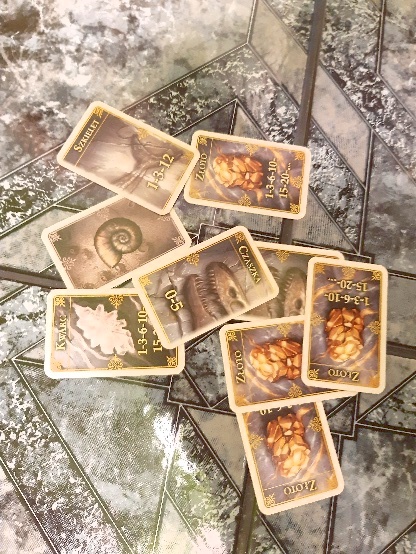 SZKIELET
1-3-12
ZŁOTO
1-3-6-10-
15-20-...
CZASZKA
0-5
KWARC
1-3-6-10-
15-
ZŁOTO
1-3-6-10-
15-20-...
ZŁOTO
ZŁOTO